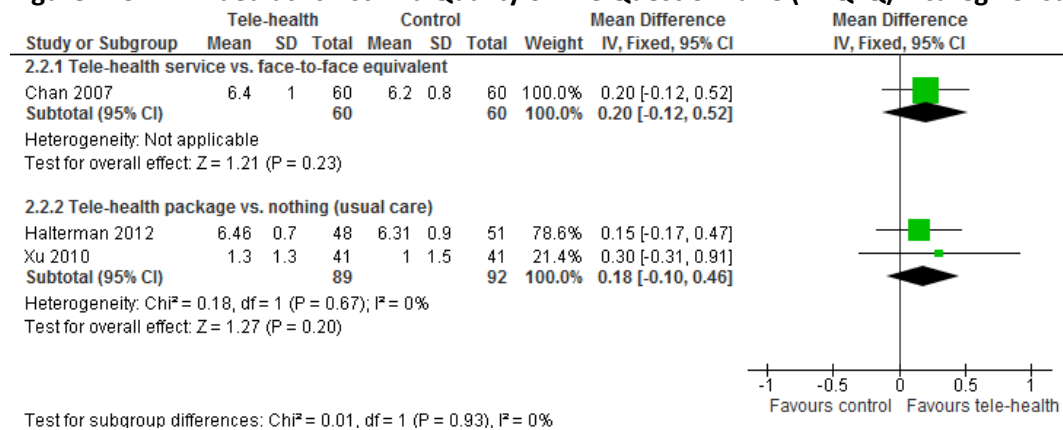 Tele-health Control Mean Difference Mean Difference
Study or Subgroup Mean SD Total Mean SD Total Weight IV, Fixed, 95% CI IV, Fixed, 95% CI
2.2.1 Tele-health service vs. face-to-face equivalent
Chan 2007 6.4 1 60 6.2 0.8 60 100.0% 0.20 [-0.12, 0.52]
Subtotal (95% CI) 60 60 100.0% 0.20 [-0.12, 0.52]
Heterogeneity: Not applicable
Test for overall effect: Z = 1.21 (P = 0.23)
2.2.2 Tele-health package vs. nothing (usual care)
Halterman 2012 6.46 0.7 48 6.31 0.9 51 78.6% 0.15 [-0.17, 0.47]
Xu 2010 1.3 1.3 41 1 1.5 41 21.4% 0.30 [-0.31, 0.91]
Subtotal (95% CI) 89 92 100.0% 0.18 [-0.10, 0.46]
Heterogeneity: Chi² = 0.18, df = 1 (P = 0.67); I² = 0%
Test for overall effect: Z = 1.27 (P = 0.20)
-1 -0.5 0 0.5 1
Favours control Favours tele-health
Test for subgroup differences: Chi² = 0.01, df = 1 (P = 0.93), I² = 0%